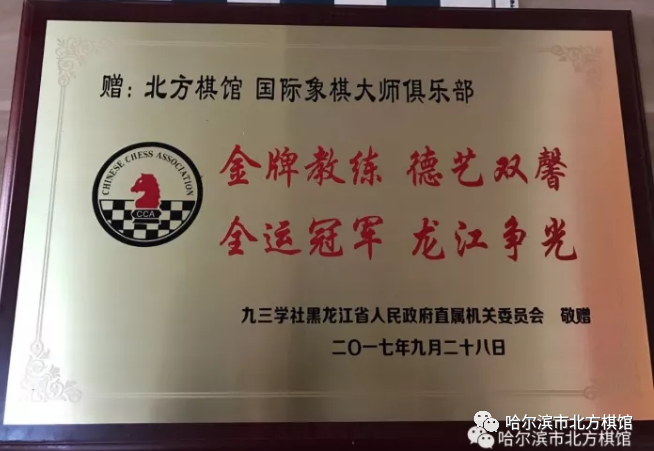 赠：北方棋馆 国际象棋大师俱乐部
CHINESE CHESS ASSOCIATION
CCA
金牌教练 德艺双馨
全运冠军 龙江争光
九三学社黑龙江省人民政府直属机关委员会 敬赠
二〇一七年九月二十八日
哈尔滨市北方棋馆
哈尔滨市北方棋馆